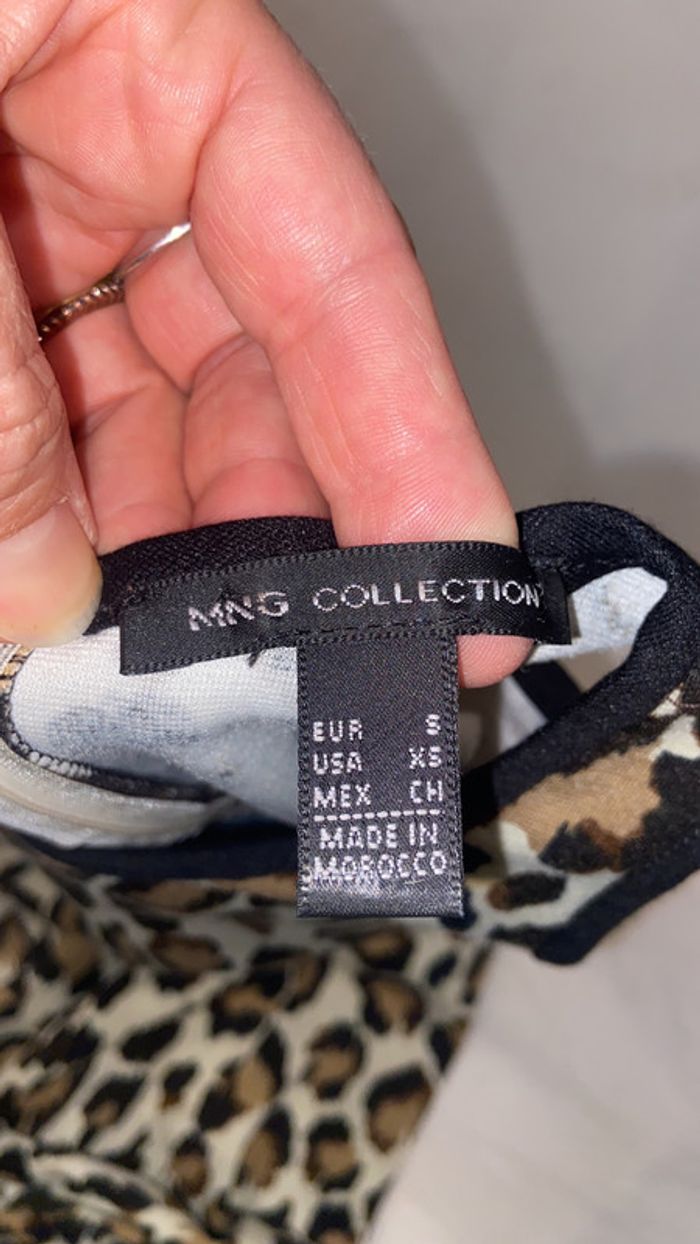 MNG COLLECTION
EUR S
USA XS
MEX CH
MADE IN
MOROCCO